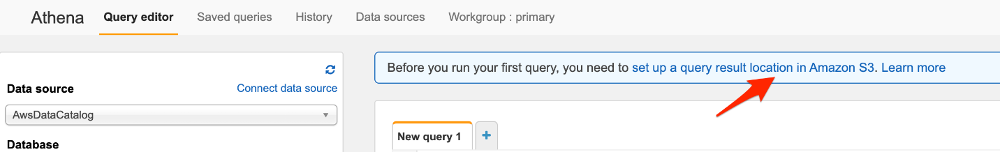 Athena Query editor Saved queries History Data sources Workgroup : primary
Before you run your first query, you need to set up a query result location in Amazon S3. Learn more
Data source Connect data source
AwsDataCatalog
Database
New query 1 +